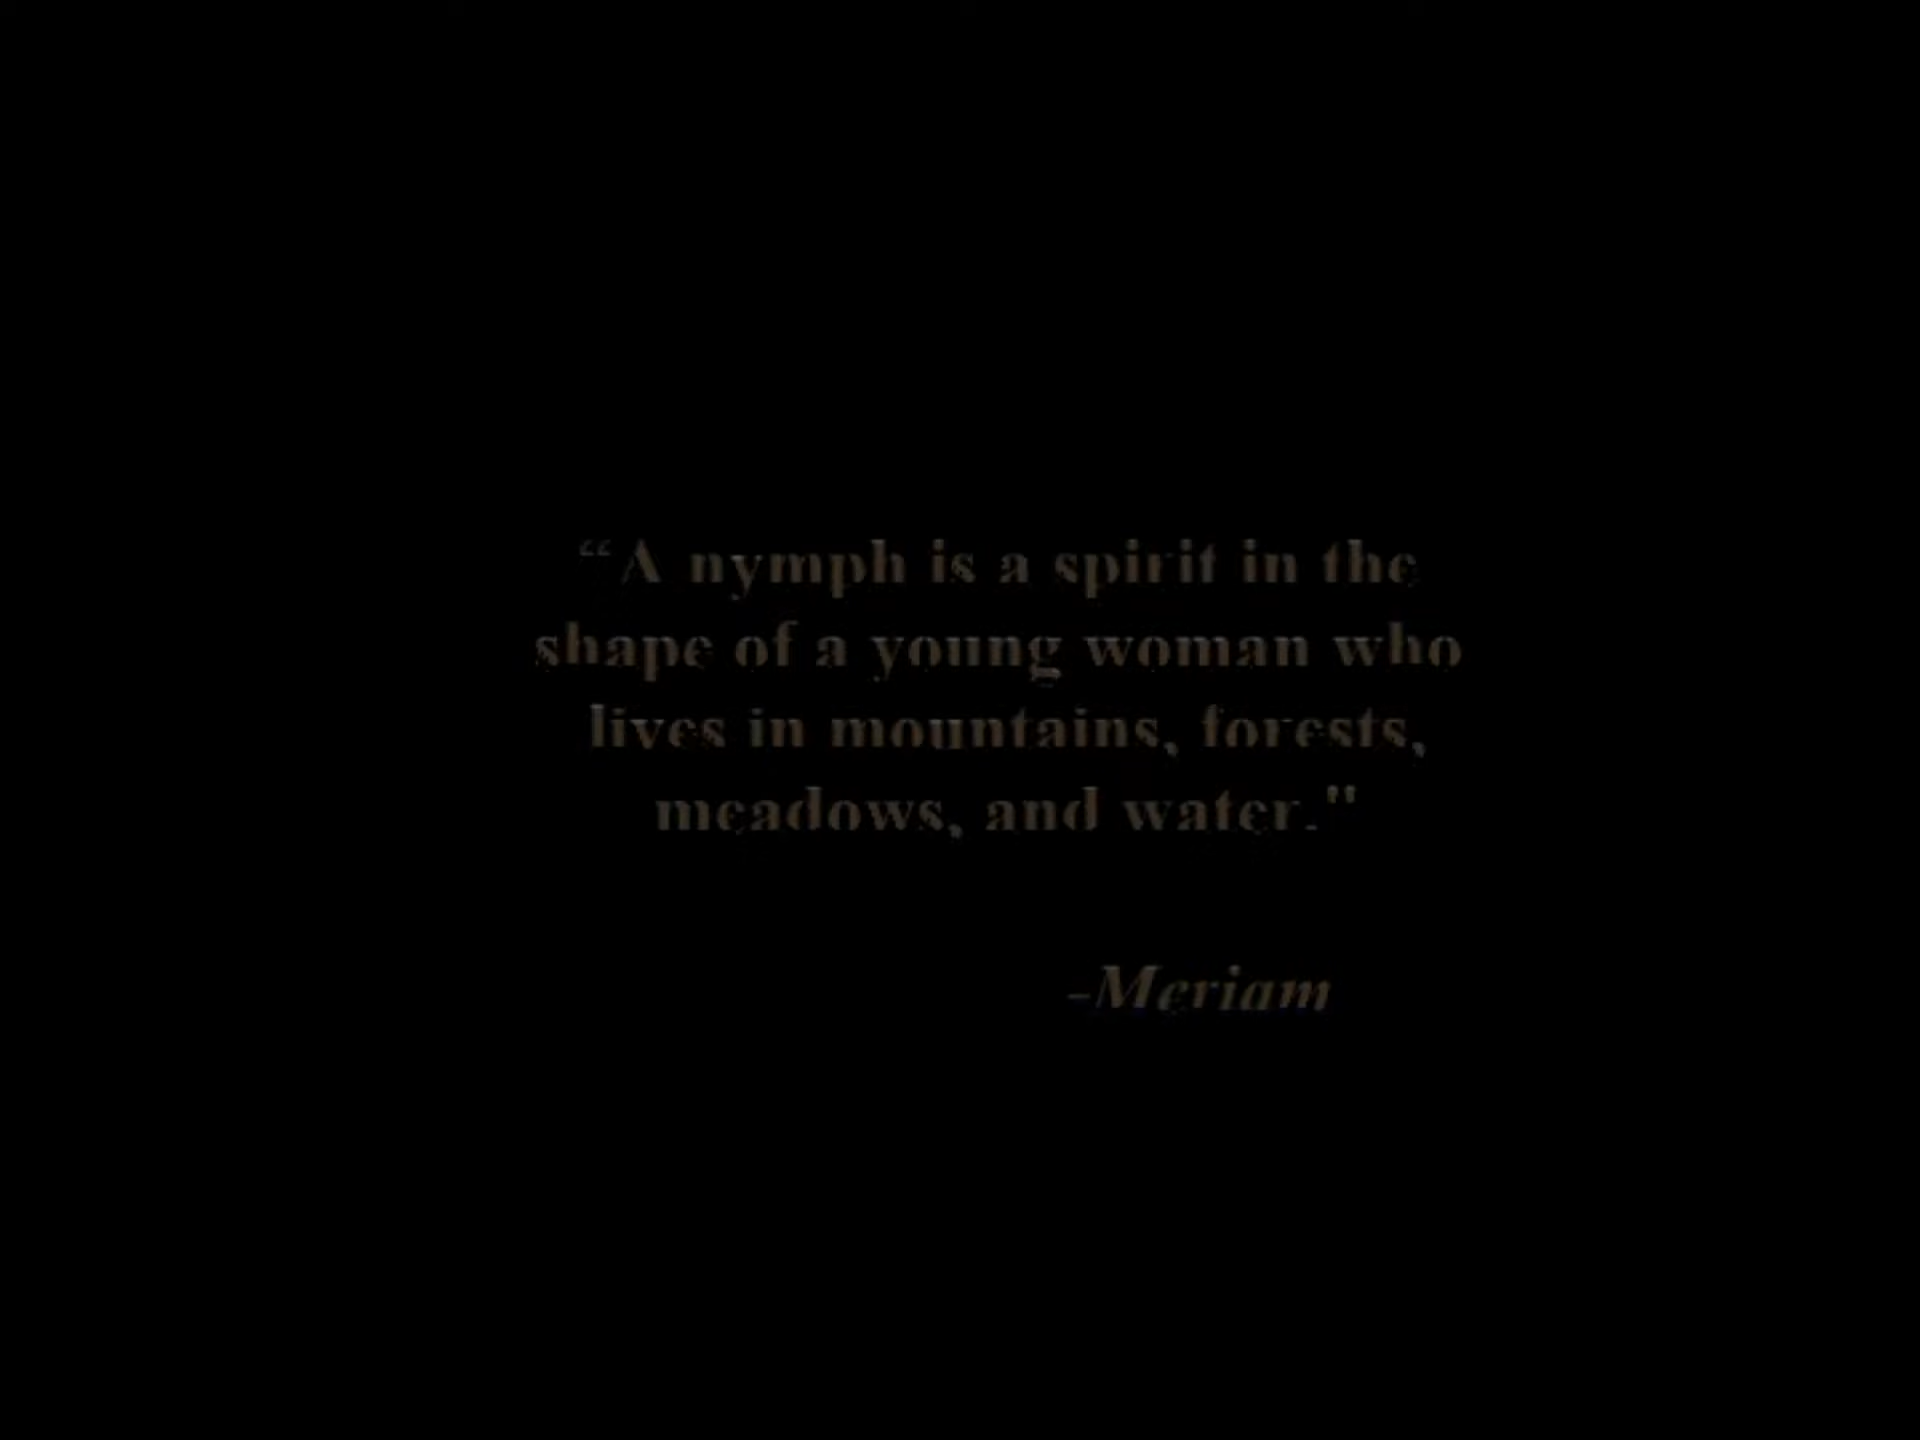 “A nymph is a spirit in the
shape of a young woman who
lives in mountains, forests,
meadows, and water."
-Meriam